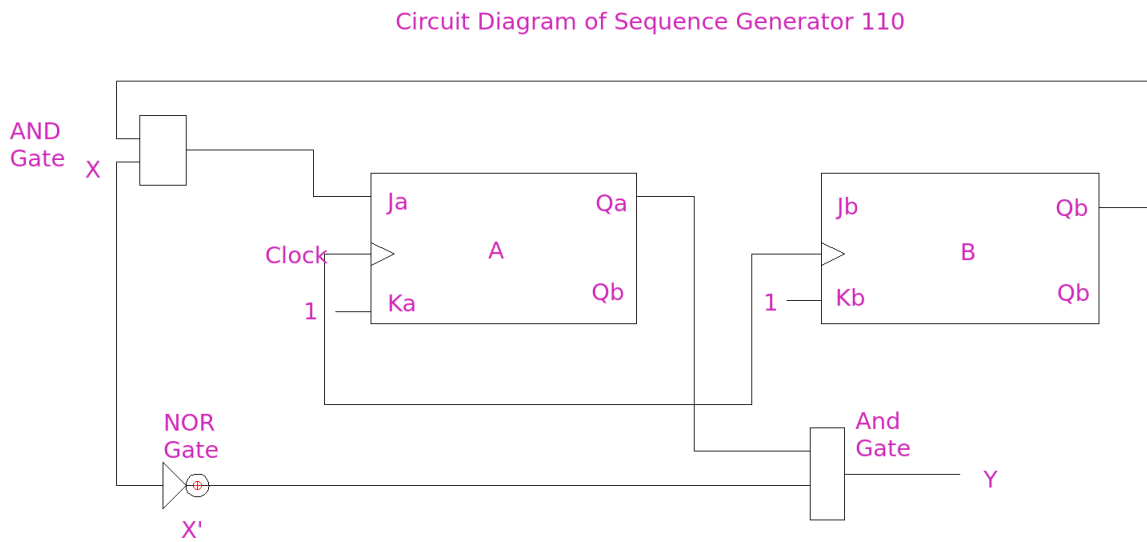 Circuit Diagram of Sequence Generator 110
AND
Gate
X
Ja
Qa
Clock
A
1
Ka
Qb
Jb
Qb
B
1
Kb
Qb
NOR
Gate
X'
And
Gate
Y